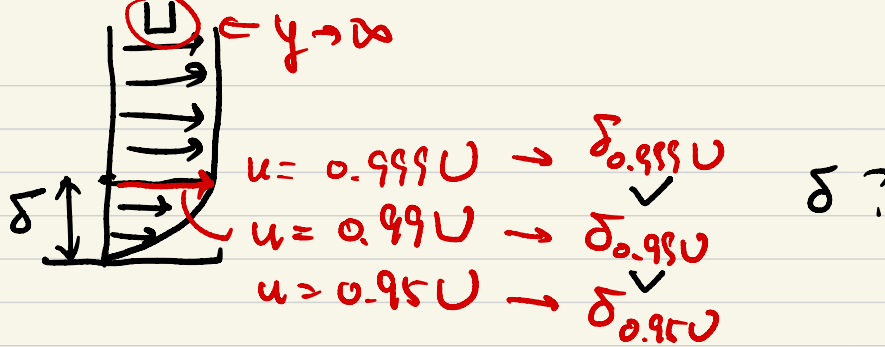 U ← y → ∞
u = 0.999U → δ0.999U
δ
δ ?
∨
u = 0.99U → δ0.99U
∨
u = 0.95U → δ0.95U